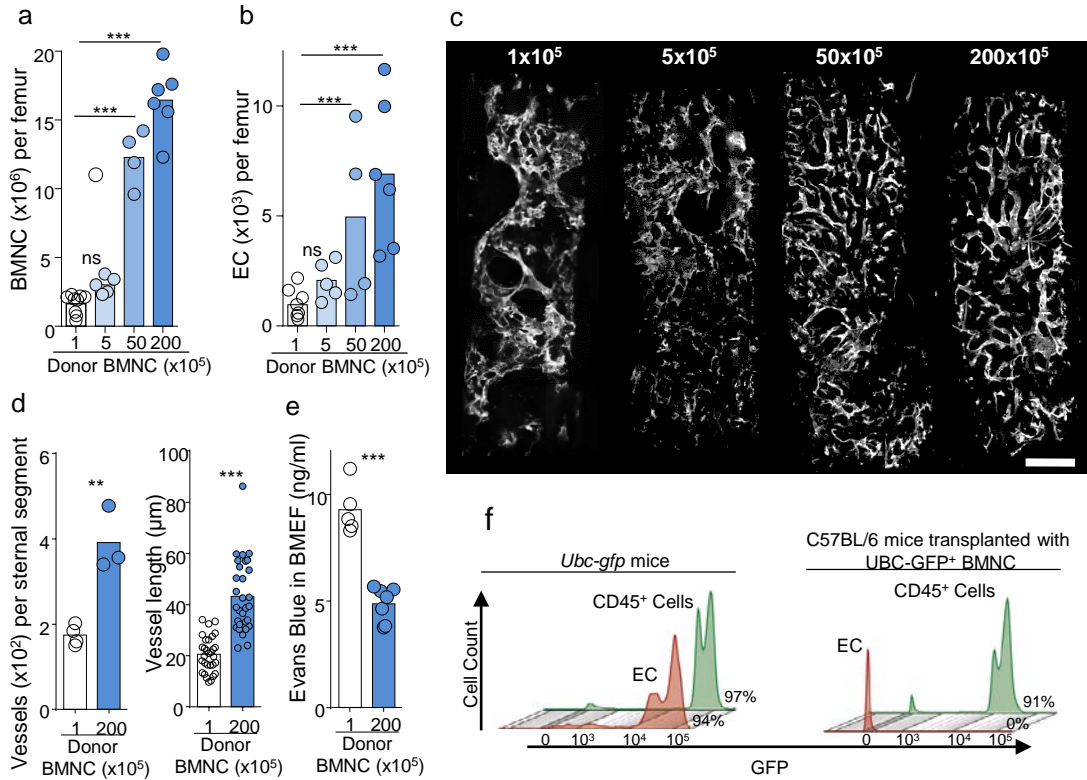 a
BMNC (x10⁶) per femur
20
15
10
5
0
***
***
ns
1 5 50 200
Donor BMNC (x10⁵)
b
EC (x10³) per femur
10
5
0
***
***
ns
1 5 50 200
Donor BMNC (x10⁵)
c
1x10⁵ 5x10⁵ 50x10⁵ 200x10⁵
d
Vessels (x10²) per sternal segment
6
4
2
0
**
1 200
Donor
BMNC (x10⁵)
Vessel length (µm)
100
80
60
40
20
0
***
1 200
Donor
BMNC (x10⁵)
e
Evans Blue in BMEF (ng/ml)
10
5
0
***
1 200
Donor
BMNC (x10⁵)
f
Ubc-gfp mice
CD45⁺ Cells
EC
97%
94%
0 10³ 10⁴ 10⁵
Cell Count
C57BL/6 mice transplanted with
UBC-GFP⁺ BMNC
CD45⁺ Cells
EC
91%
0%
0 10³ 10⁴ 10⁵
GFP